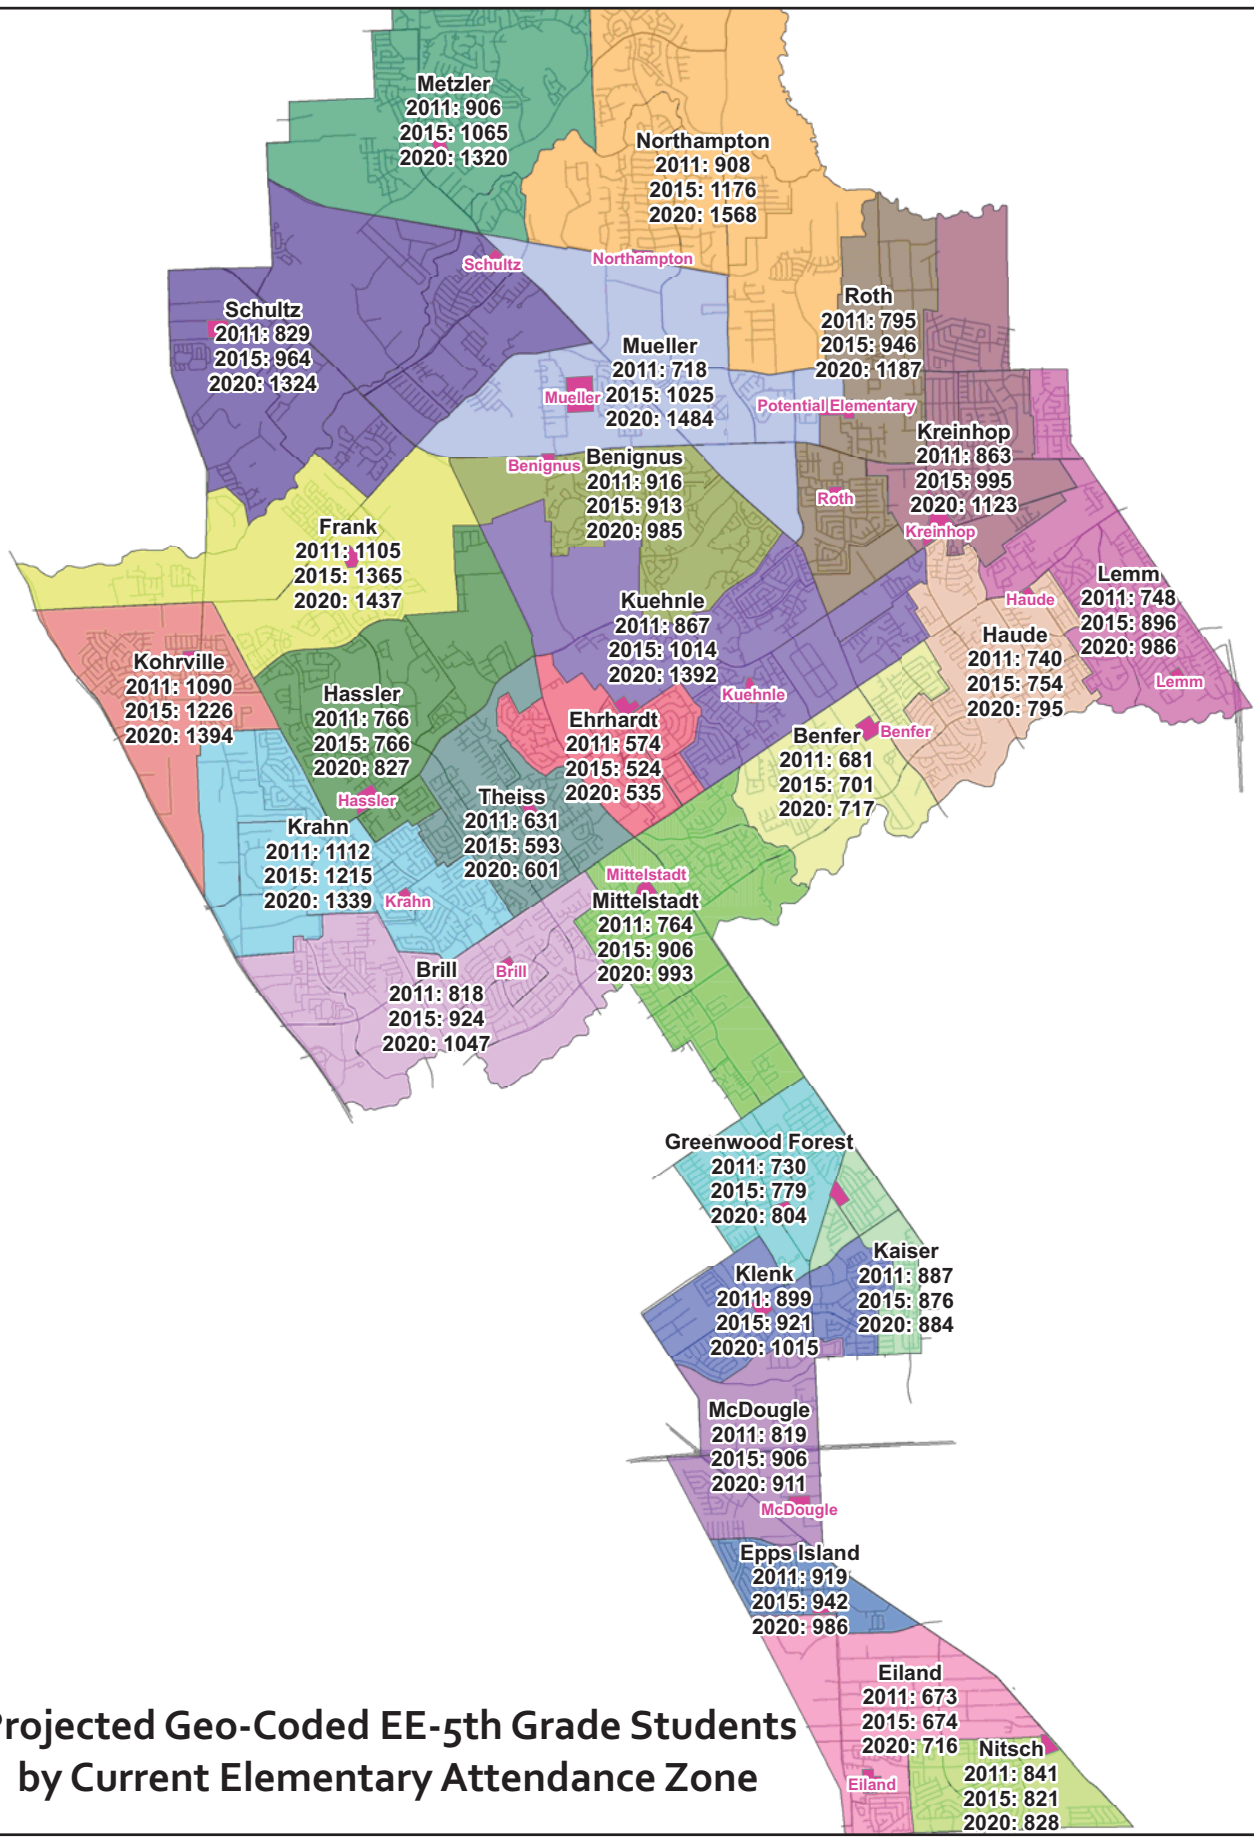 Metzler
2011: 906
2015: 1065
2020: 1320
Northampton
2011: 908
2015: 1176
2020: 1568
Northampton
Schultz
Schultz
2011: 829
2015: 964
2020: 1324
Roth
2011: 795
2015: 946
2020: 1187
Mueller
2011: 718
2015: 1025
2020: 1484
Mueller
Potential Elementary
Kreinhop
2011: 863
2015: 995
2020: 1123
Kreinhop
Benignus
Benignus
2011: 916
2015: 913
2020: 985
Roth
Frank
2011: 1105
2015: 1365
2020: 1437
Lemm
2011: 748
2015: 896
2020: 986
Lemm
Haude
Haude
2011: 740
2015: 754
2020: 795
Kuehnle
2011: 867
2015: 1014
2020: 1392
Kuehnle
Kohrville
2011: 1090
2015: 1226
2020: 1394
Hassler
2011: 766
2015: 766
2020: 827
Hassler
Ehrhardt
2011: 574
2015: 524
2020: 535
Benfer
2011: 681
2015: 701
2020: 717
Benfer
Theiss
2011: 631
2015: 593
2020: 601
Krahn
2011: 1112
2015: 1215
2020: 1339
Krahn
Mittelstadt
Mittelstadt
2011: 764
2015: 906
2020: 993
Brill
2011: 818
2015: 924
2020: 1047
Brill
Greenwood Forest
2011: 730
2015: 779
2020: 804
Kaiser
2011: 887
2015: 876
2020: 884
Klenk
2011: 899
2015: 921
2020: 1015
McDougle
2011: 819
2015: 906
2020: 911
McDougle
Epps Island
2011: 919
2015: 942
2020: 986
Eiland
2011: 673
2015: 674
2020: 716
Eiland
Nitsch
2011: 841
2015: 821
2020: 828
Projected Geo-Coded EE-5th Grade Students
by Current Elementary Attendance Zone